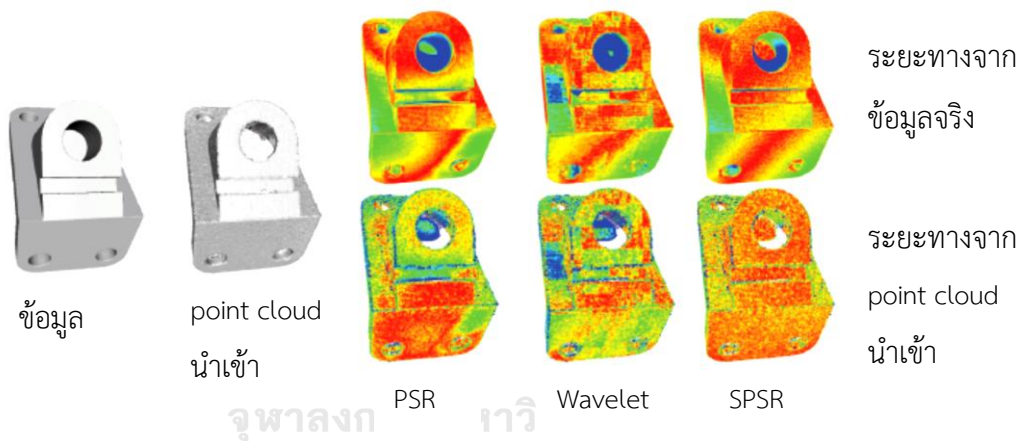 ระยะทางจาก
ข้อมูลจริง
ระยะทางจาก
point cloud
นำเข้า
ข้อมูล
point cloud
นำเข้า
PSR Wavelet SPSR